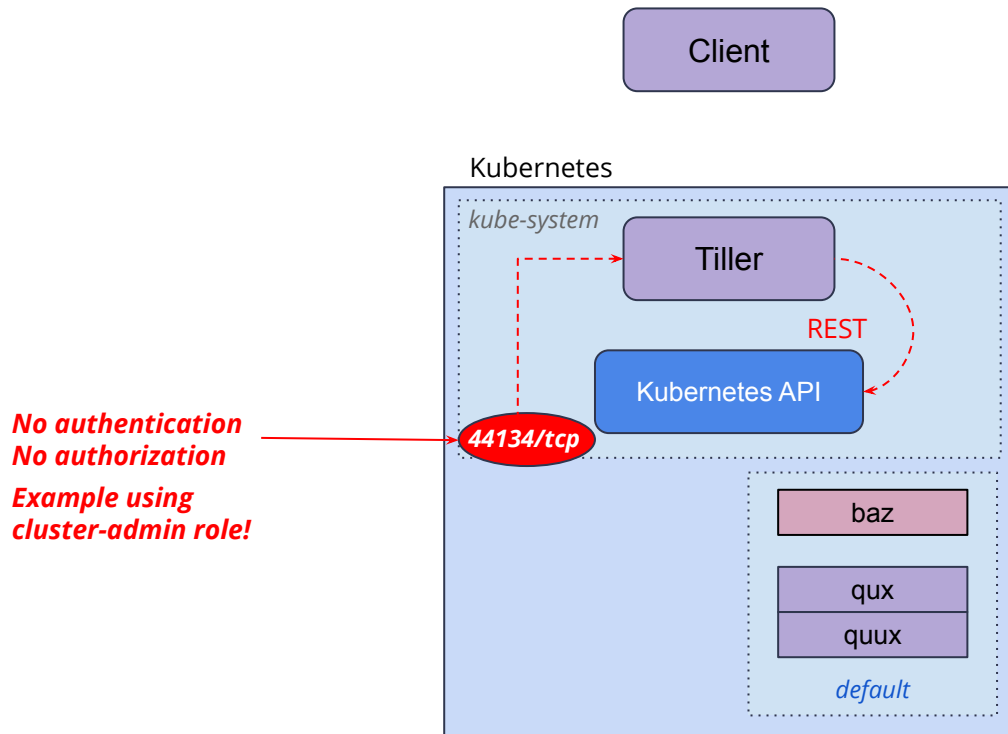 Client
Kubernetes
kube-system
Tiller
REST
Kubernetes API
No authentication
No authorization
44134/tcp
Example using
cluster-admin role!
baz
qux
quux
default